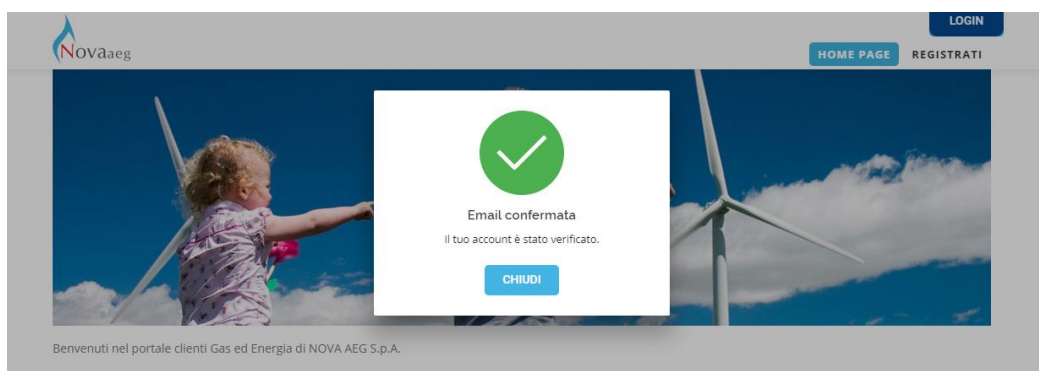 LOGIN
Novaaeg
HOME PAGE REGISTRATI
Email confermata
Il tuo account è stato verificato.
CHIUDI
Benvenuti nel portale clienti Gas ed Energia di NOVA AEG S.p.A.